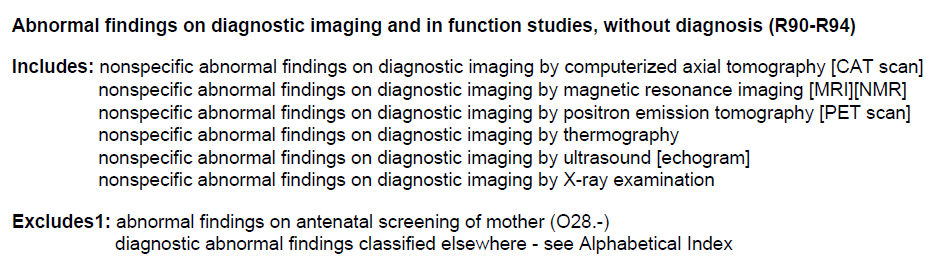 Abnormal findings on diagnostic imaging and in function studies, without diagnosis (R90-R94)
Includes: nonspecific abnormal findings on diagnostic imaging by computerized axial tomography [CAT scan]
nonspecific abnormal findings on diagnostic imaging by magnetic resonance imaging [MRI][NMR]
nonspecific abnormal findings on diagnostic imaging by positron emission tomography [PET scan]
nonspecific abnormal findings on diagnostic imaging by thermography
nonspecific abnormal findings on diagnostic imaging by ultrasound [echogram]
nonspecific abnormal findings on diagnostic imaging by X-ray examination
Excludes1: abnormal findings on antenatal screening of mother (O28.-)
diagnostic abnormal findings classified elsewhere - see Alphabetical Index